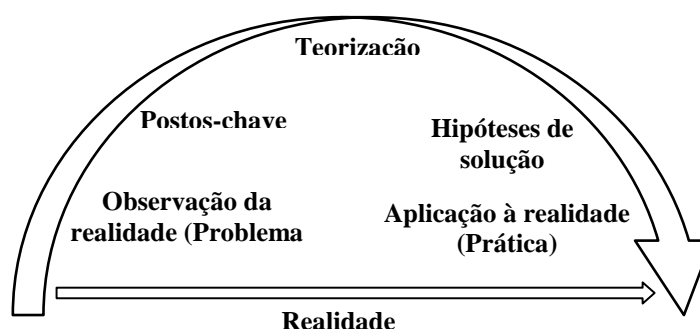 Teorização
Postos-chave
Hipóteses de
solução
Observação da
realidade (Problema
Aplicação à realidade
(Prática)
Realidade